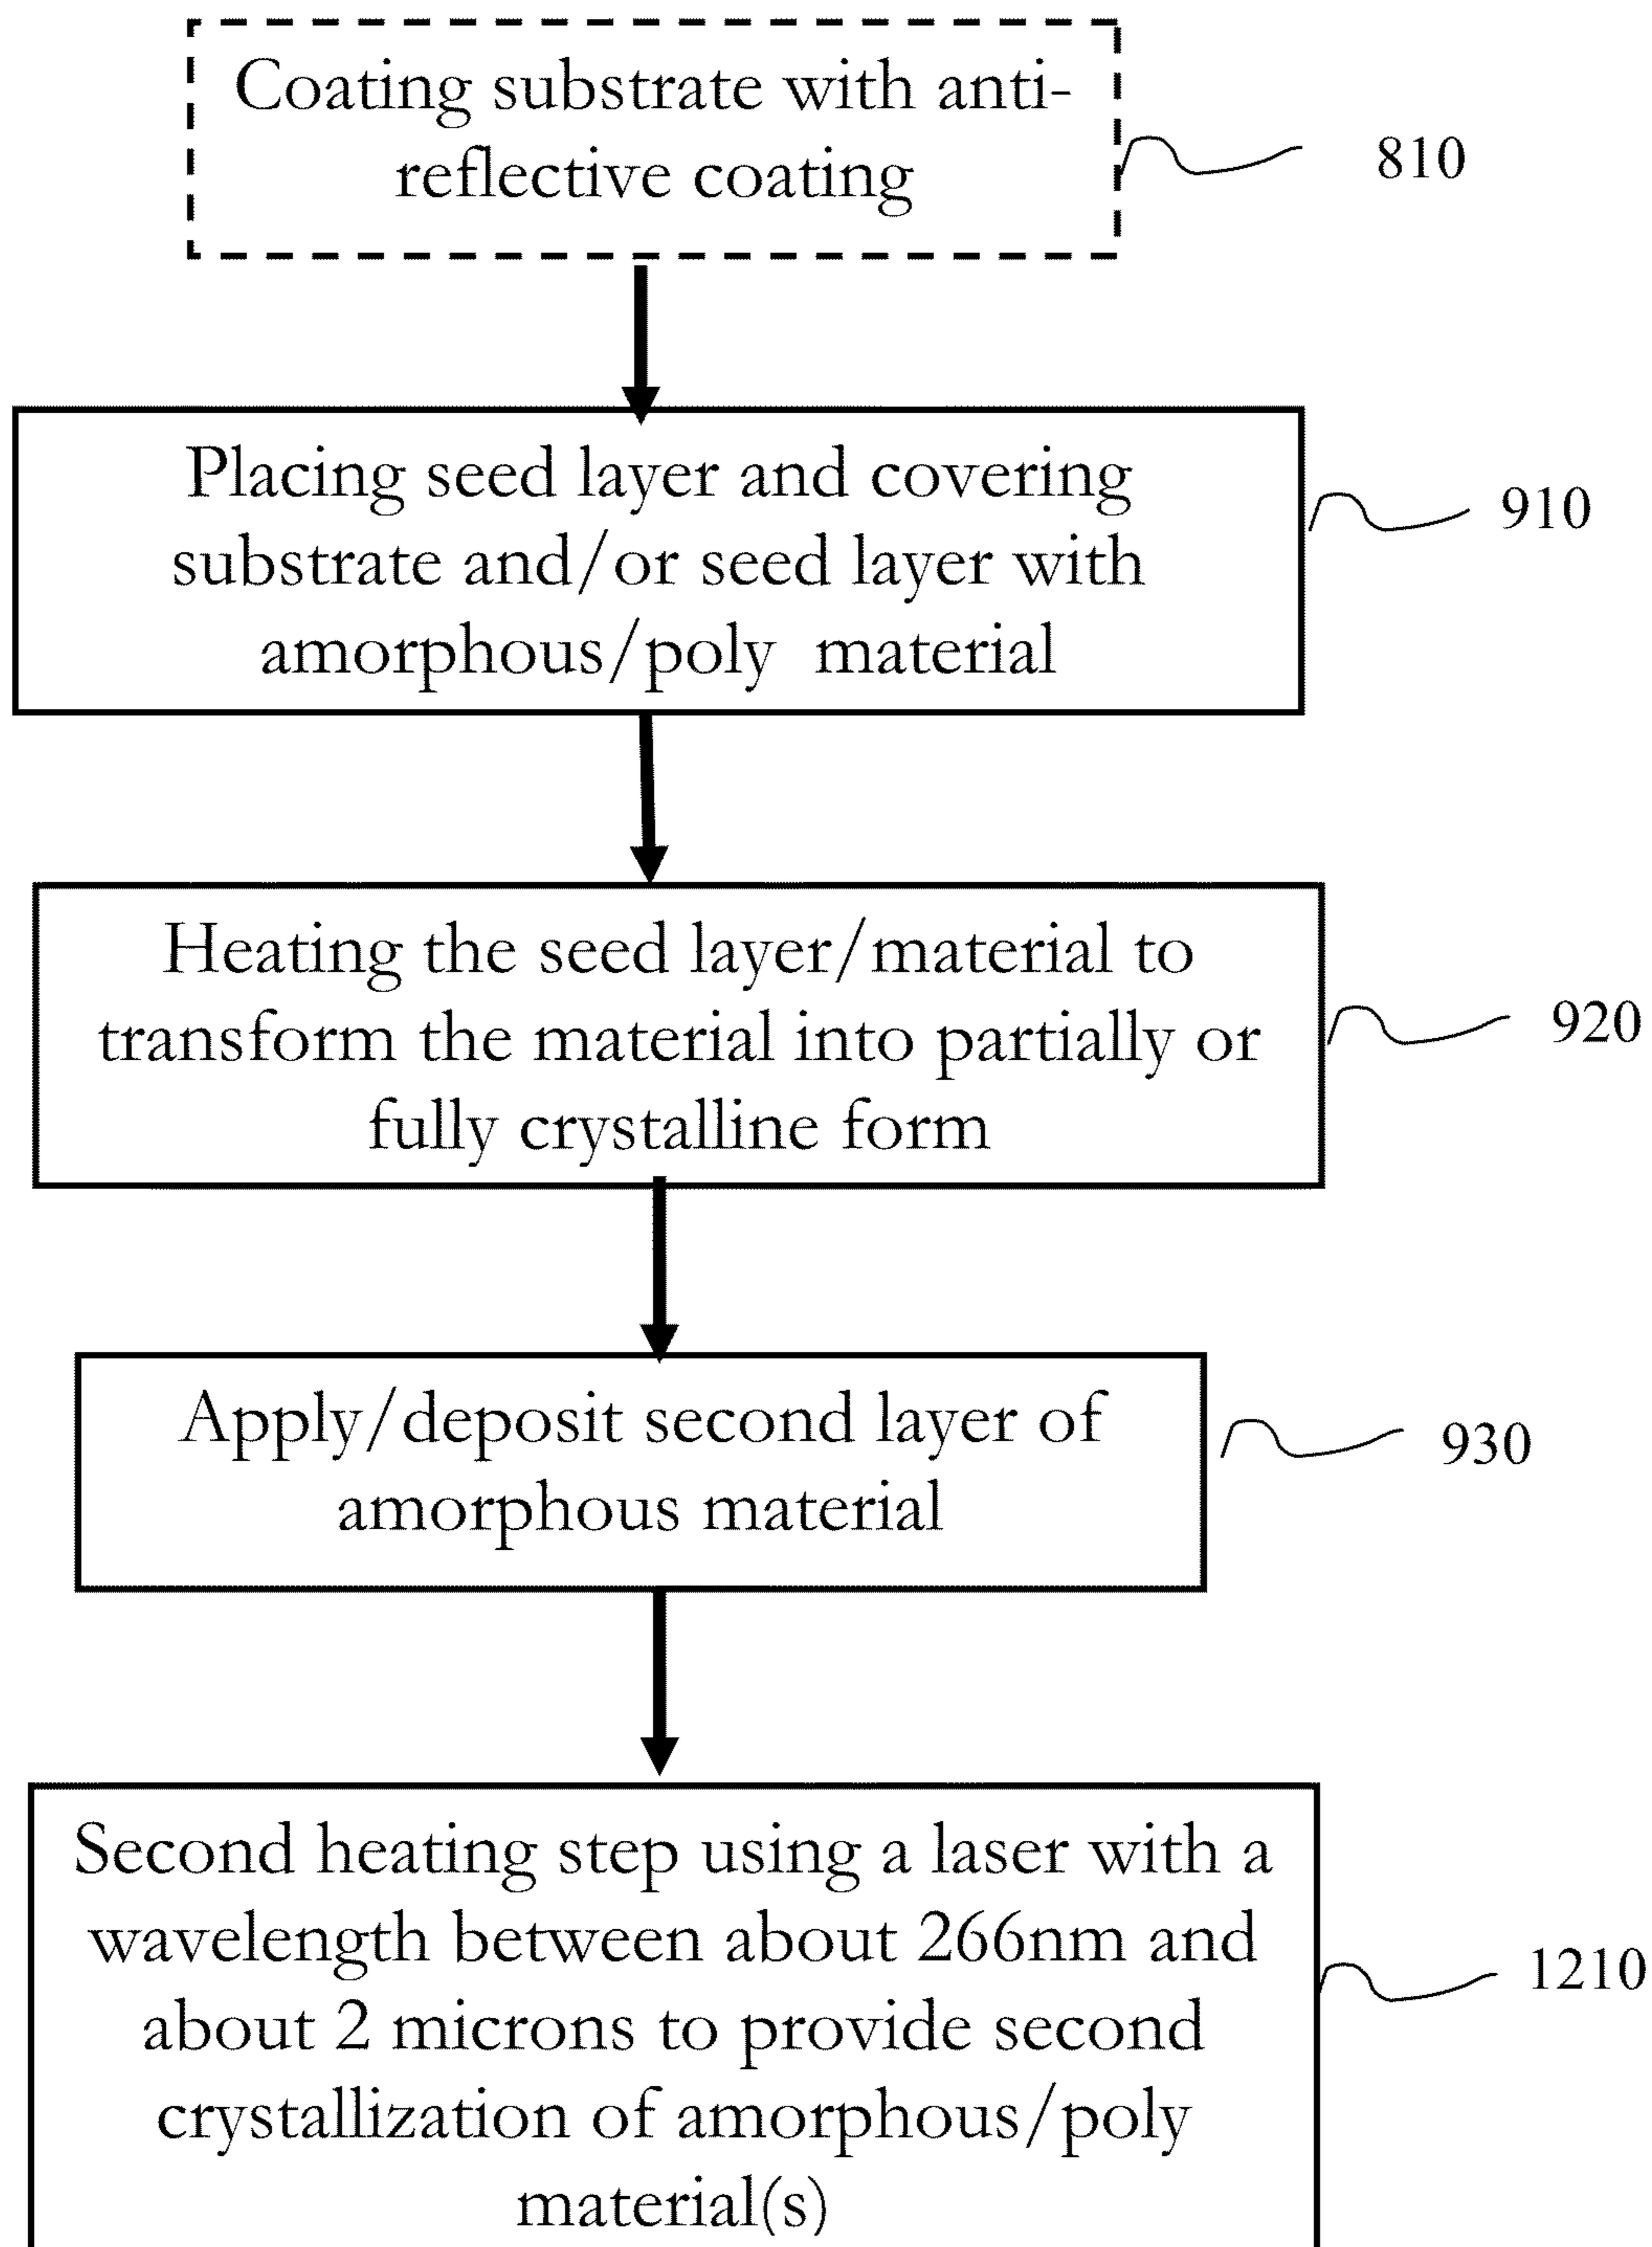 Coating substrate with anti-
reflective coating
810
Placing seed layer and covering
substrate and/or seed layer with
amorphous/poly material
910
Heating the seed layer/material to
transform the material into partially or
fully crystalline form
920
Apply/deposit second layer of
amorphous material
930
Second heating step using a laser with a
wavelength between about 266nm and
about 2 microns to provide second
crystallization of amorphous/poly
material(s)
1210